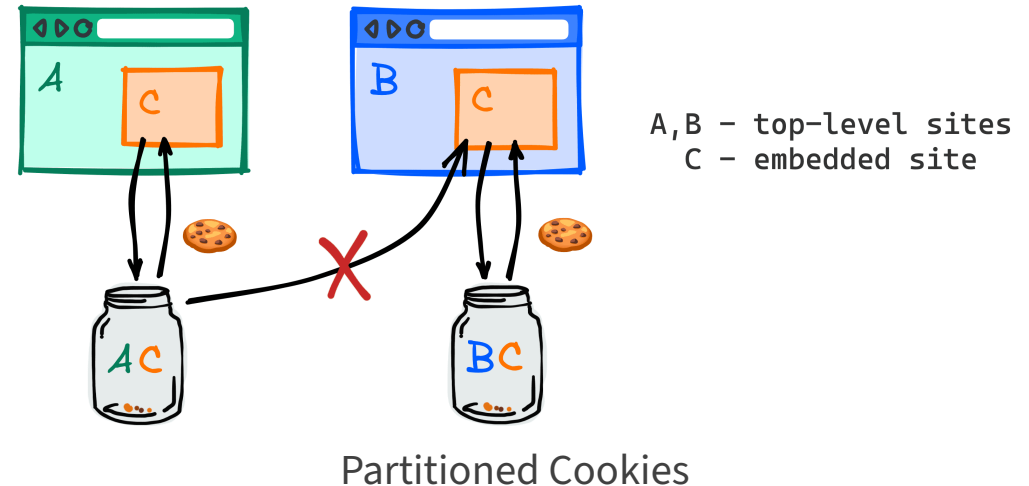 A
C
B
C
A,B - top-level sites
C - embedded site
AC
BC
Partitioned Cookies